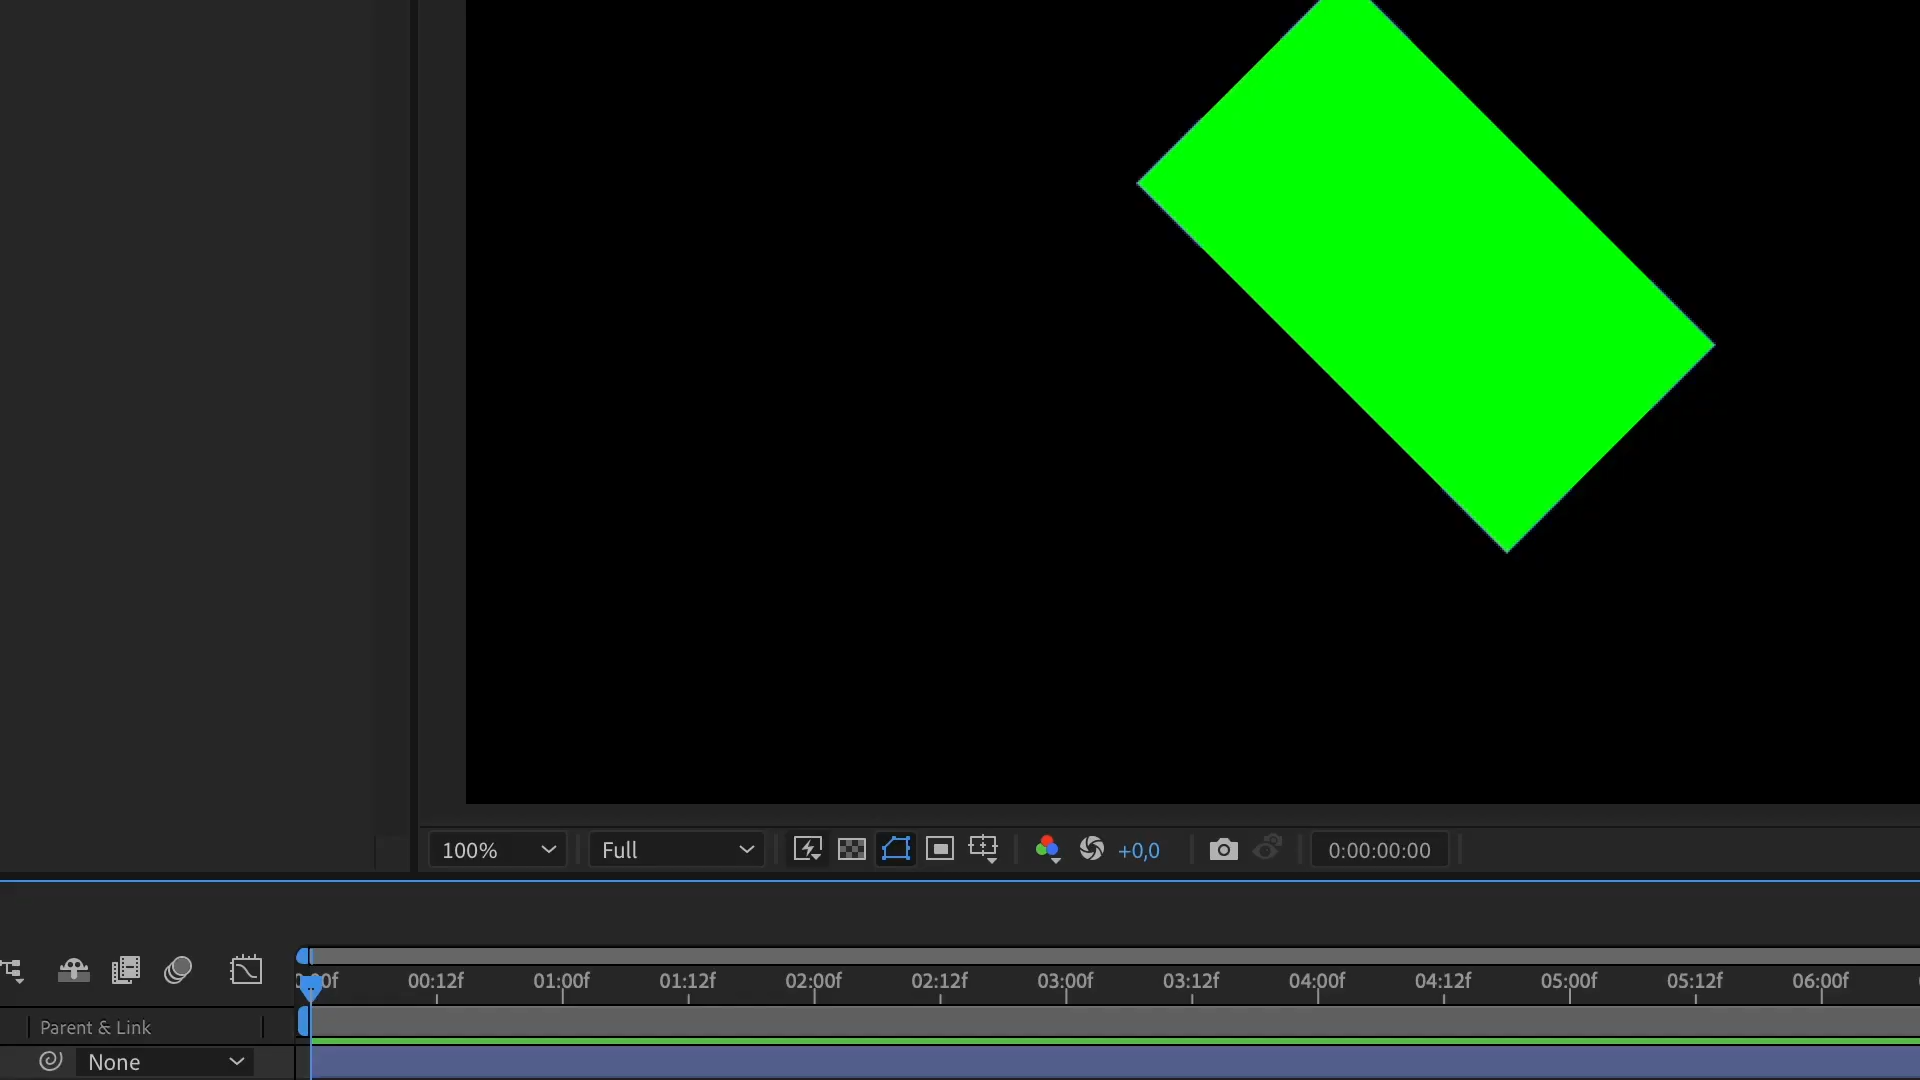 100% Full +0,0 0:00:00:00
00:12f 01:00f 01:12f 02:00f 02:12f 03:00f 03:12f 04:00f 04:12f 05:00f 05:12f 06:00f
Parent & Link
None